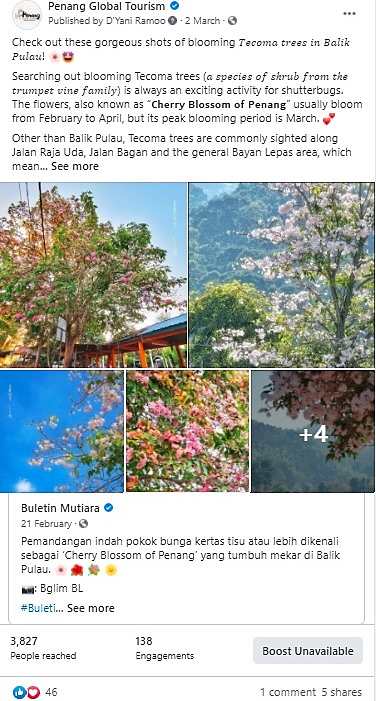 Penang Global Tourism
Published by D'Yani Ramoo · 2 March ·
Check out these gorgeous shots of blooming Tecoma trees in Balik
Pulau! 🌸🤩
Searching out blooming Tecoma trees (a species of shrub from the
trumpet vine family) is always an exciting activity for shutterbugs.
The flowers, also known as “Cherry Blossom of Penang” usually bloom
from February to April, but its peak blooming period is March. 💕
Other than Balik Pulau, Tecoma trees are commonly sighted along
Jalan Raja Uda, Jalan Bagan and the general Bayan Lepas area, which
mean... See more
+4
Buletin Mutiara
21 February ·
Pemandangan indah pokok bunga kertas tisu atau lebih dikenali
sebagai ‘Cherry Blossom of Penang’ yang tumbuh mekar di Balik
Pulau. 🌸🌺💐🌼
📷: Bglim BL
#Buleti... See more
3,827
People reached
138
Engagements
Boost Unavailable
46
1 comment 5 shares